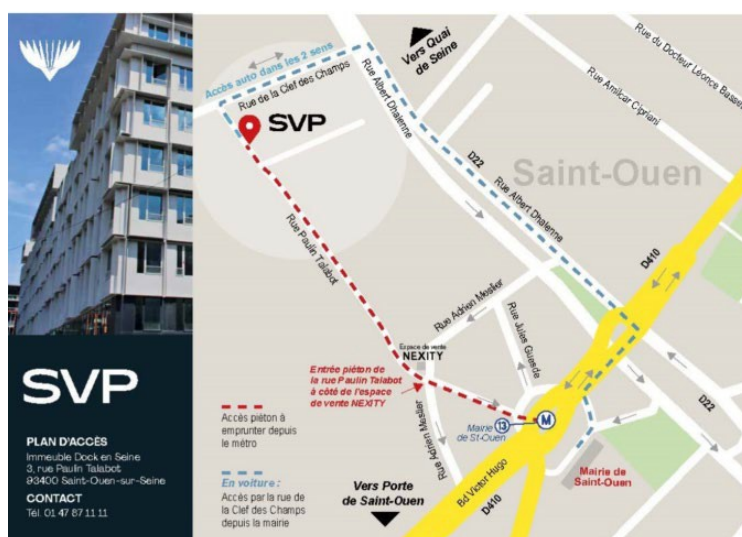 SVP
PLAN D'ACCÈS
Immeuble Dock en Seine
3, rue Paulin Talabot
93400 Saint-Ouen-sur-Seine
CONTACT
Tél. 01 47 87 11 11
Accès auto dans les 2 sens
Rue de la Clef des Champs
SVP
Vers Quai
de Seine
Rue Albert Dhalenne
Rue du Docteur Léonce Basset
Rue Amilcar Cipriani
D22
Saint-Ouen
Rue Albert Dhalenne
D410
Rue Paulin Talabot
Rue Adrien Meslier
Rue Jules Guesde
Espace de vente
NEXITY
Entrée piéton de
la rue Paulin Talabot
à côté de l'espace
de vente NEXITY
Rue Adrien Meslier
13
M
Mairie
de St-Ouen
D22
Mairie de
Saint-Ouen
Bd Victor Hugo
D410
Vers Porte
de Saint-Ouen
Accès piéton à
emprunter depuis
le métro
En voiture :
Accès par la rue de
la Clef des Champs
depuis la mairie